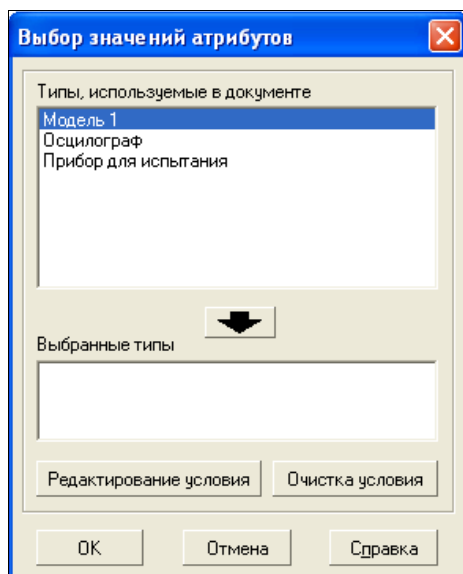 Выбор значений атрибутов
Типы, используемые в документе
Модель 1
Осцилограф
Прибор для испытания
Выбранные типы
Редактирование условия
Очистка условия
ОК
Отмена
Справка